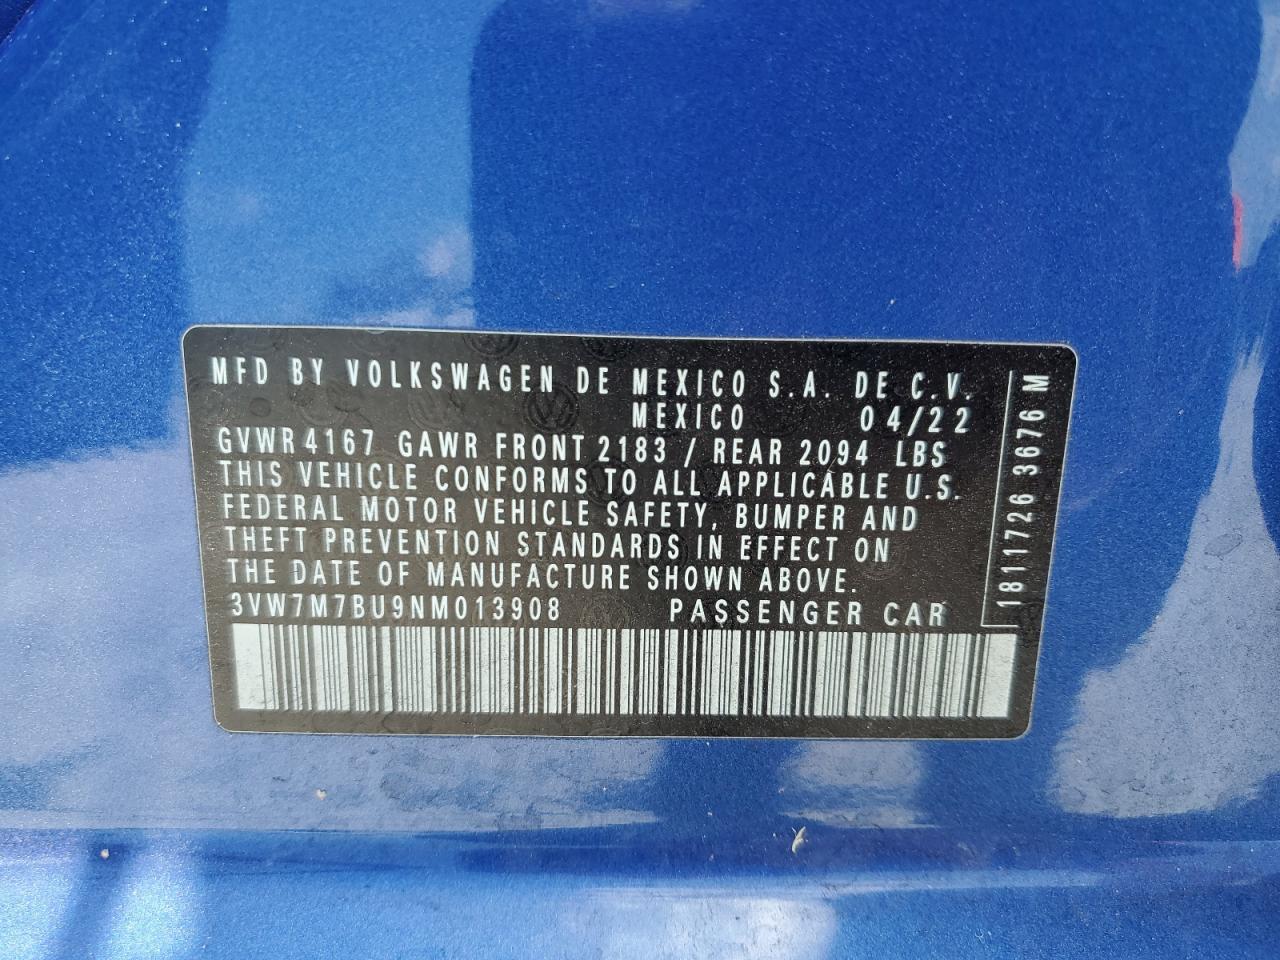 MFD BY VOLKSWAGEN DE MEXICO S.A. DE C.V.
MEXICO 04/22
GVWR 4167 GAWR FRONT 2183 / REAR 2094 LBS
THIS VEHICLE CONFORMS TO ALL APPLICABLE U.S.
FEDERAL MOTOR VEHICLE SAFETY, BUMPER AND
THEFT PREVENTION STANDARDS IN EFFECT ON
THE DATE OF MANUFACTURE SHOWN ABOVE.
3VW7M7BU9NM013908 PASSENGER CAR
1811726 3676 M